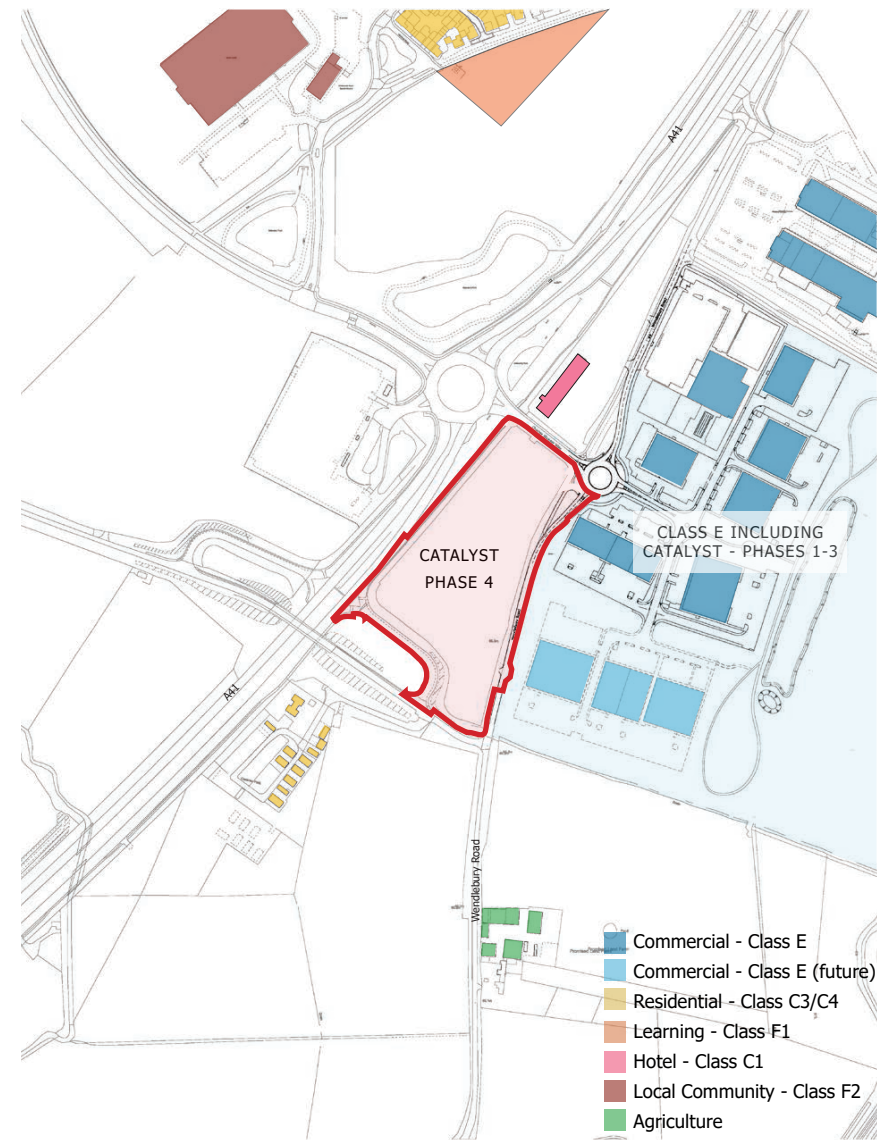 A41
CLASS E INCLUDING
CATALYST - PHASES 1-3
CATALYST
PHASE 4
A41
Wendlebury Road
Commercial - Class E
Commercial - Class E (future)
Residential - Class C3/C4
Learning - Class F1
Hotel - Class C1
Local Community - Class F2
Agriculture